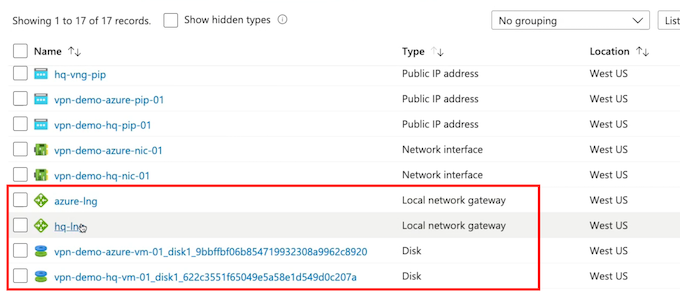 Showing 1 to 17 of 17 records. Show hidden types No grouping List
Name Type Location
hq-vng-pip Public IP address West US
vpn-demo-azure-pip-01 Public IP address West US
vpn-demo-hq-pip-01 Public IP address West US
vpn-demo-azure-nic-01 Network interface West US
vpn-demo-hq-nic-01 Network interface West US
azure-lng Local network gateway West US
hq-lng Local network gateway West US
vpn-demo-azure-vm-01_disk1_9bbffbf06b854719932308a9962c8920 Disk West US
vpn-demo-hq-vm-01_disk1_622c3551f65049e5a58e1d549d0c207a Disk West US